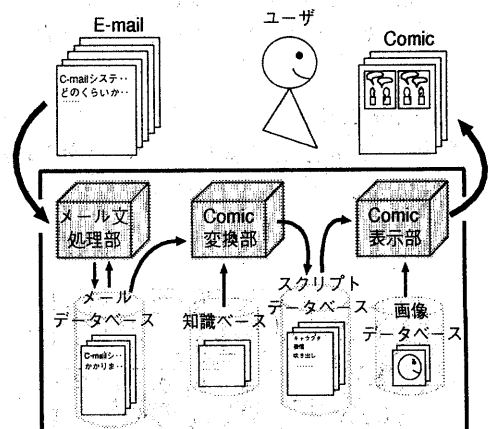 E-mail
ユーザ
Comic
C-mailシステ‥
どのくらいか‥
メール文
処理部
Comic
変換部
Comic
表示部
メール
データベース
知識ベース
スクリプト
データベース
画像
データベース
C-mailシ‥
かかりま‥
キャラクタ
表情
吹き出し